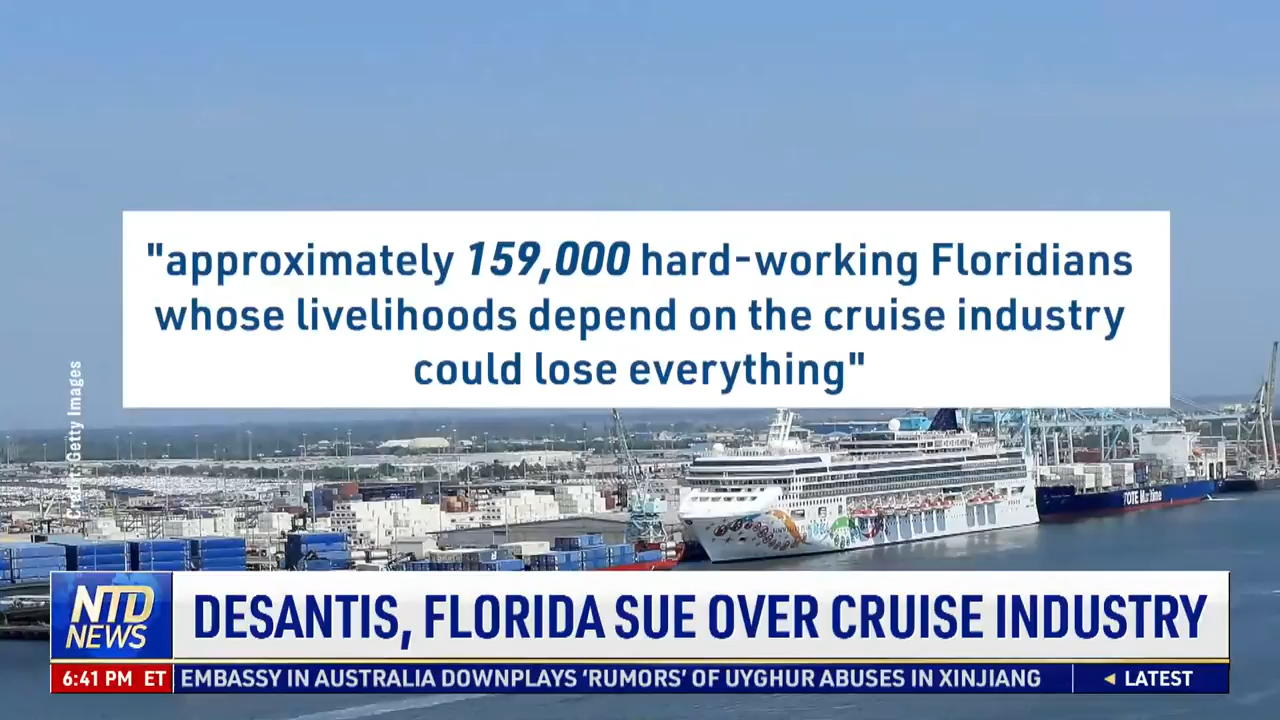 "approximately 159,000 hard-working Floridians
whose livelihoods depend on the cruise industry
could lose everything"
Credit: Getty Images
TOTE Maritime
NTD
NEWS
DESANTIS, FLORIDA SUE OVER CRUISE INDUSTRY
6:41 PM ET
EMBASSY IN AUSTRALIA DOWNPLAYS ‘RUMORS’ OF UYGHUR ABUSES IN XINJIANG
◄ LATEST